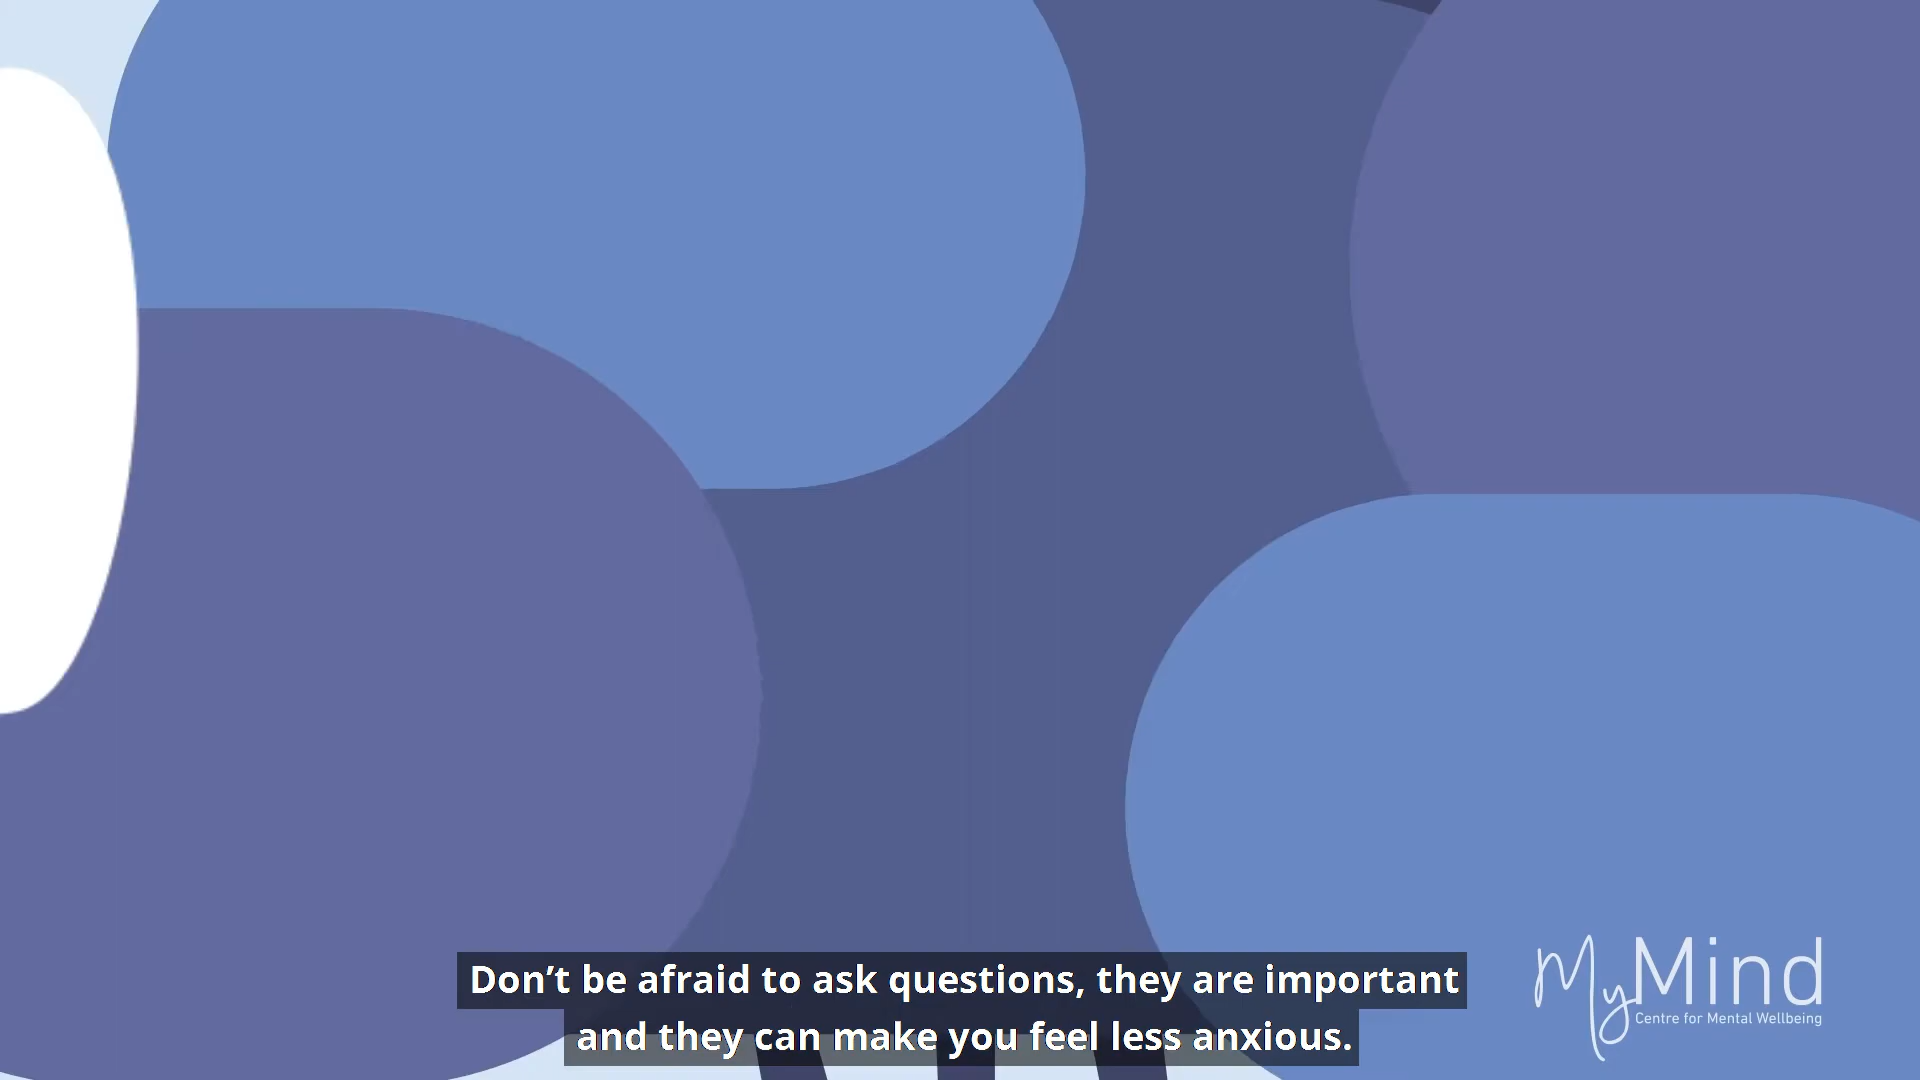 Don’t be afraid to ask questions, they are important
and they can make you feel less anxious.
MyMind
Centre for Mental Wellbeing